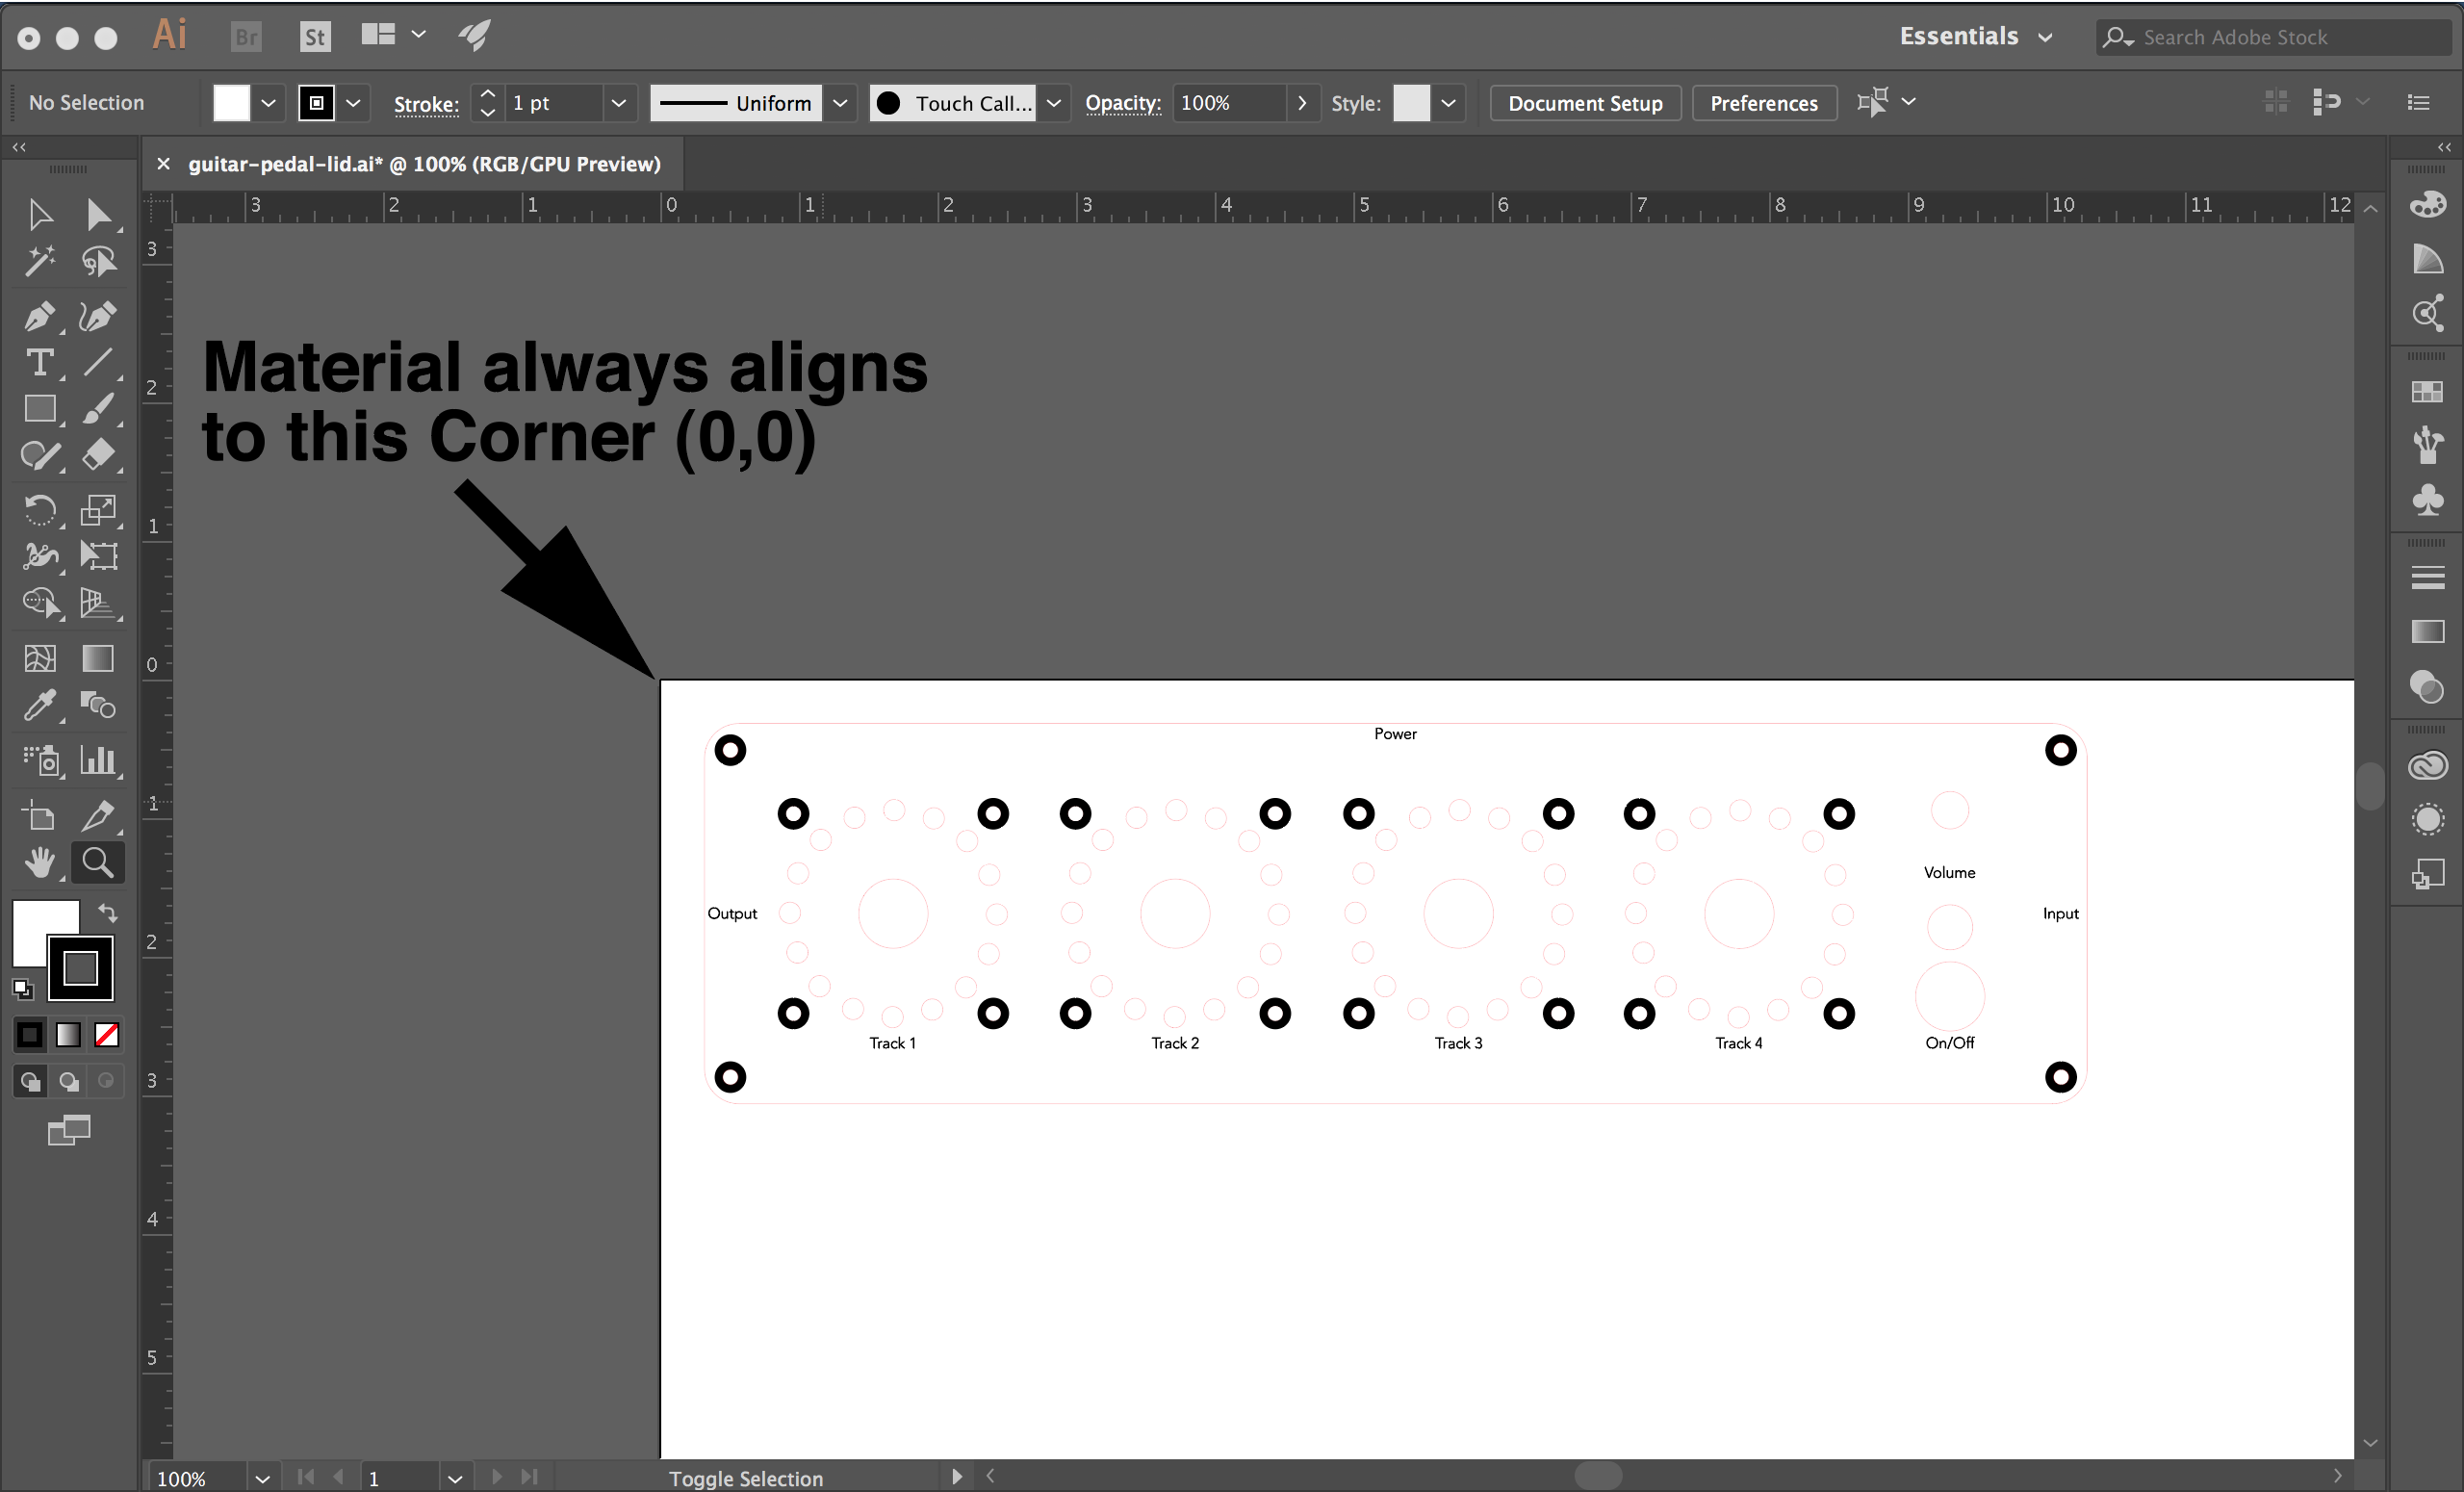 Ai Br St Essentials Search Adobe Stock
No Selection Stroke: 1 pt Uniform Touch Call... Opacity: 100% Style: Document Setup Preferences
guitar-pedal-lid.ai* @ 100% (RGB/GPU Preview)
3 2 1 0 1 2 3 4 5 6 7 8 9 10 11 12
3
2
1
0
1
2
3
4
5
Material always aligns
to this Corner (0,0)
Power
Volume
Output
Input
Track 1 Track 2 Track 3 Track 4 On/Off
100% 1 Toggle Selection